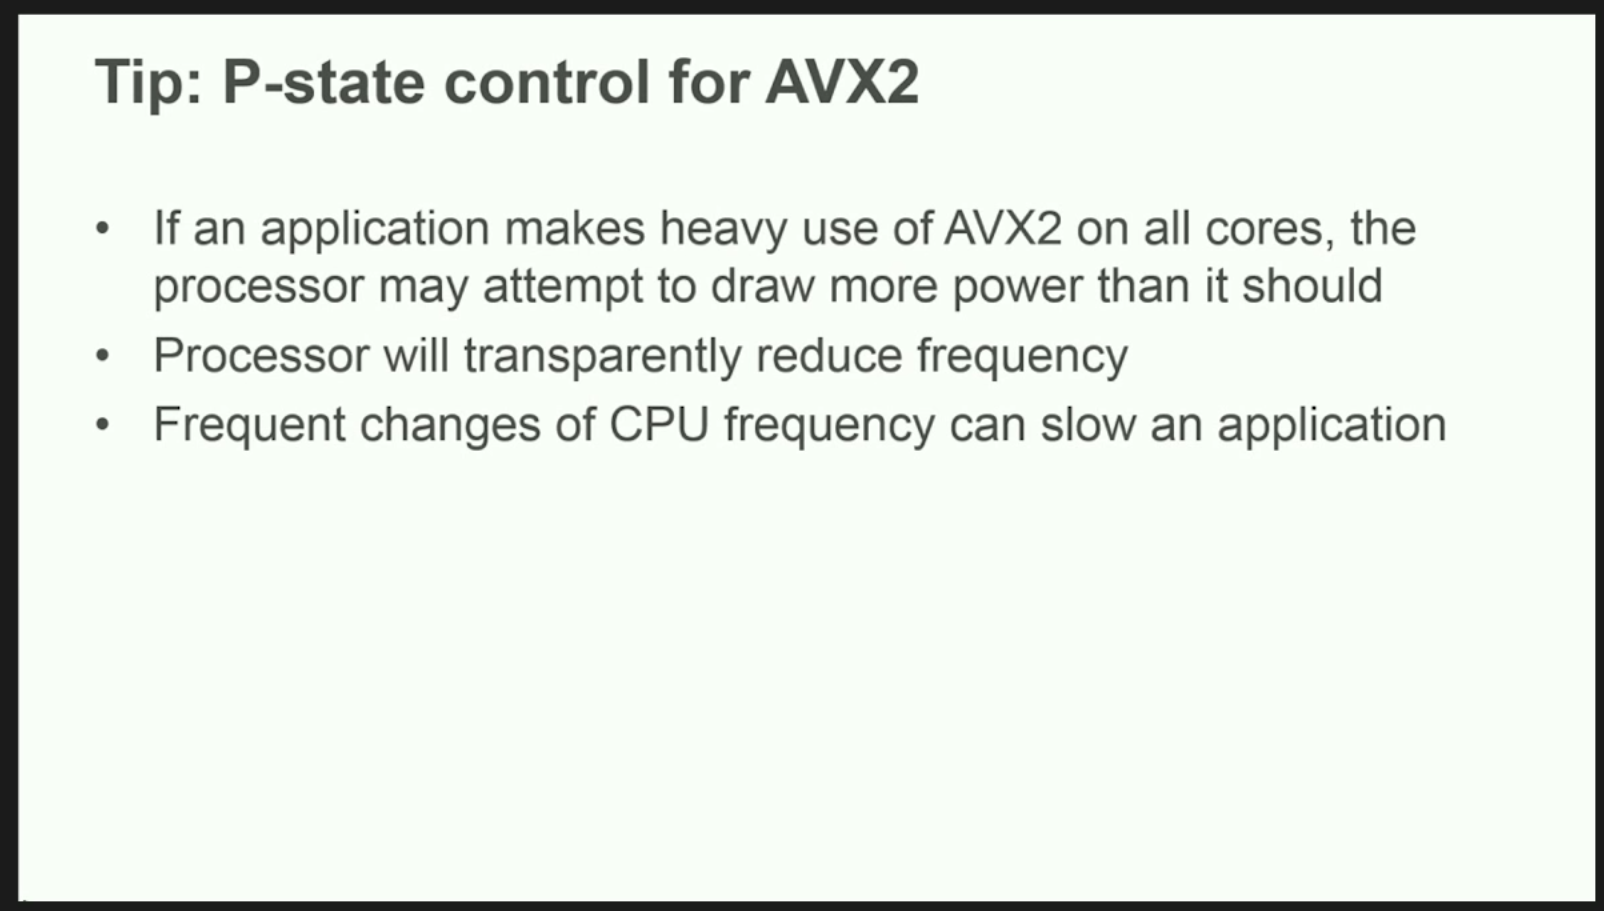 Tip: P-state control for AVX2
• If an application makes heavy use of AVX2 on all cores, the
processor may attempt to draw more power than it should
• Processor will transparently reduce frequency
• Frequent changes of CPU frequency can slow an application